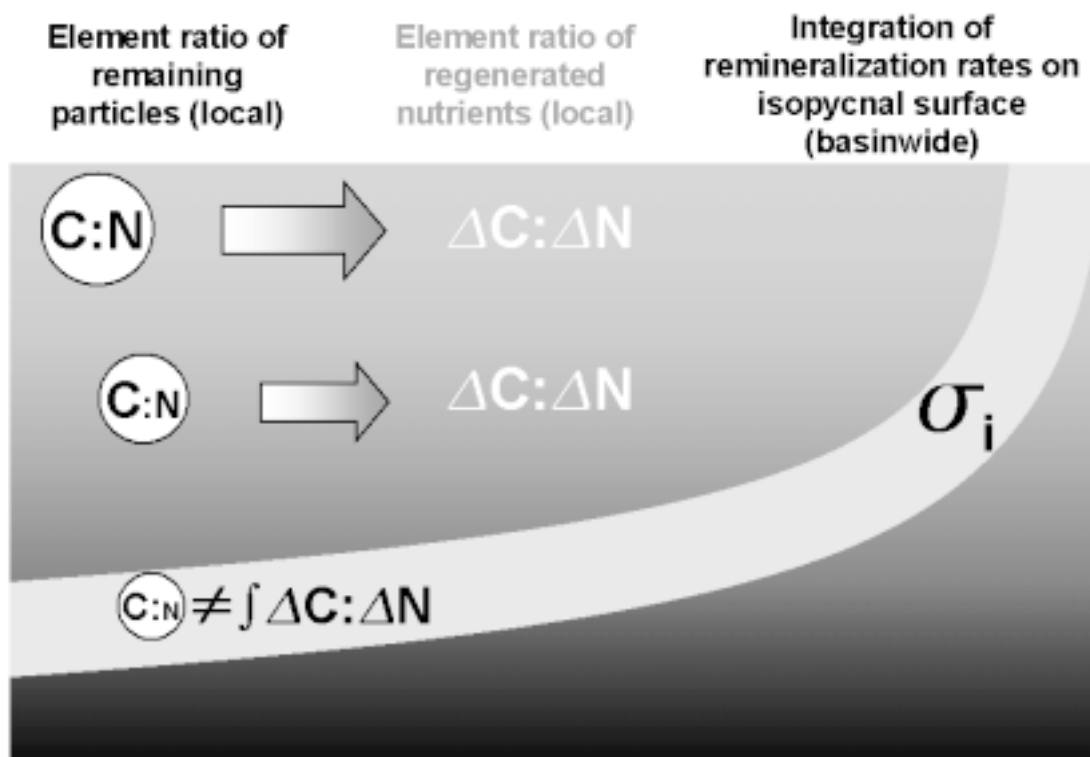 Element ratio of
remaining
particles (local)
Element ratio of
regenerated
nutrients (local)
Integration of
remineralization rates on
isopycnal surface
(basinwide)
C:N
ΔC:ΔN
C:N
ΔC:ΔN
σi
C:N ≠ ∫ ΔC:ΔN